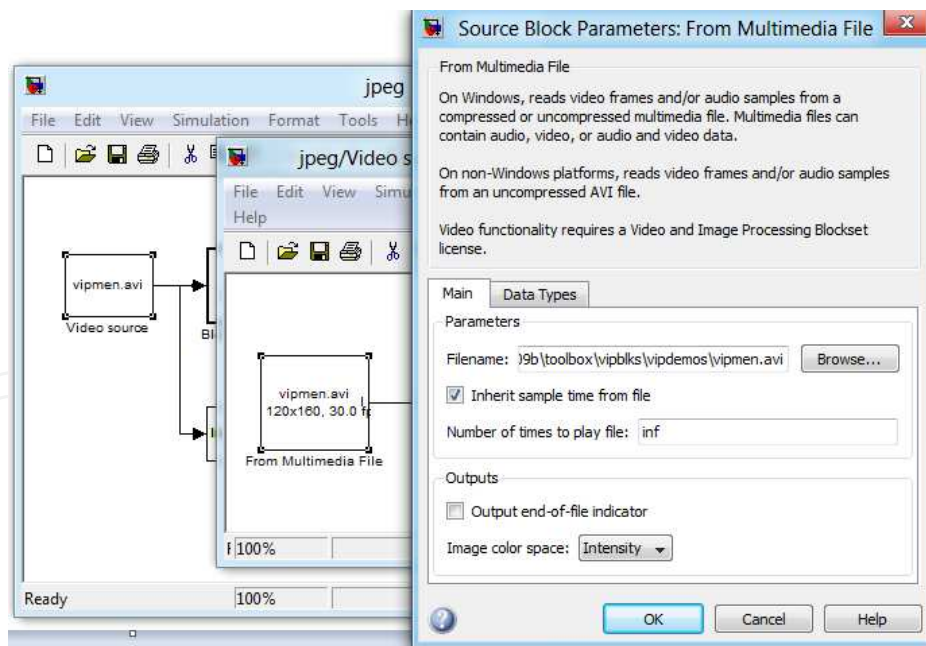 jpeg
File Edit View Simulation Format Tools
vipmen.avi
Video source
Ready
100%
jpeg/Video s
File Edit View Simu
Help
vipmen.avi
120x160, 30.0 f
From Multimedia File
100%
Source Block Parameters: From Multimedia File
From Multimedia File
On Windows, reads video frames and/or audio samples from a
compressed or uncompressed multimedia file. Multimedia files can
contain audio, video, or audio and video data.
On non-Windows platforms, reads video frames and/or audio samples
from an uncompressed AVI file.
Video functionality requires a Video and Image Processing Blockset
license.
Main Data Types
Parameters
Filename: 09b\toolbox\vipblks\vipdemos\vipmen.avi Browse...
Inherit sample time from file
Number of times to play file: inf
Outputs
Output end-of-file indicator
Image color space: Intensity
OK Cancel Help